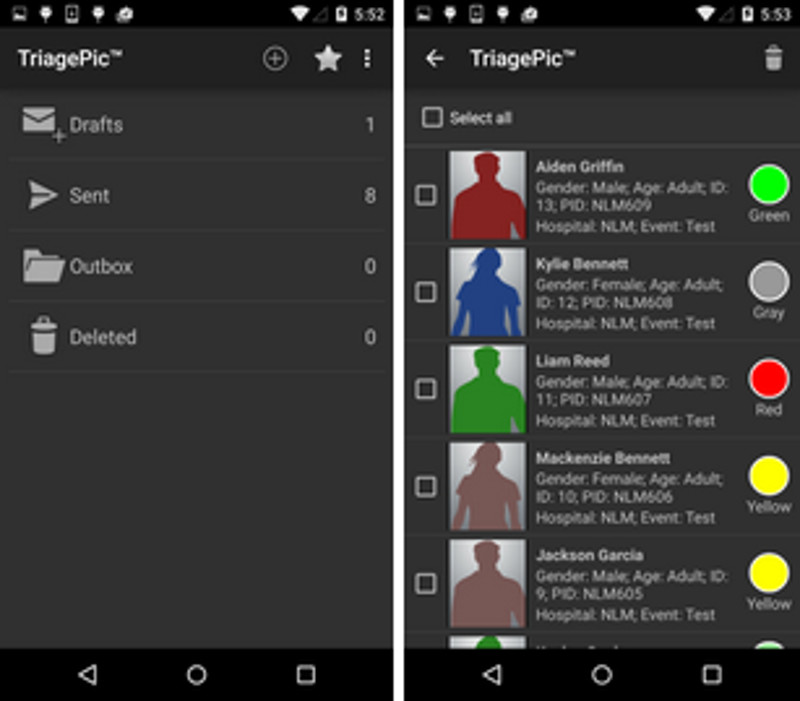 5:52
TriagePic™
Drafts 1
Sent 8
Outbox 0
Deleted 0
5:53
TriagePic™
Select all
Aiden Griffin
Gender: Male; Age: Adult; ID:
13; PID: NLM609
Hospital: NLM; Event: Test
Green
Kylie Bennett
Gender: Female; Age: Adult;
ID: 12; PID: NLM608
Hospital: NLM; Event: Test
Gray
Liam Reed
Gender: Male; Age: Adult; ID:
11; PID: NLM607
Hospital: NLM; Event: Test
Red
Mackenzie Bennett
Gender: Female; Age: Adult;
ID: 10; PID: NLM606
Hospital: NLM; Event: Test
Yellow
Jackson Garcia
Gender: Male; Age: Adult; ID:
9; PID: NLM605
Hospital: NLM; Event: Test
Yellow